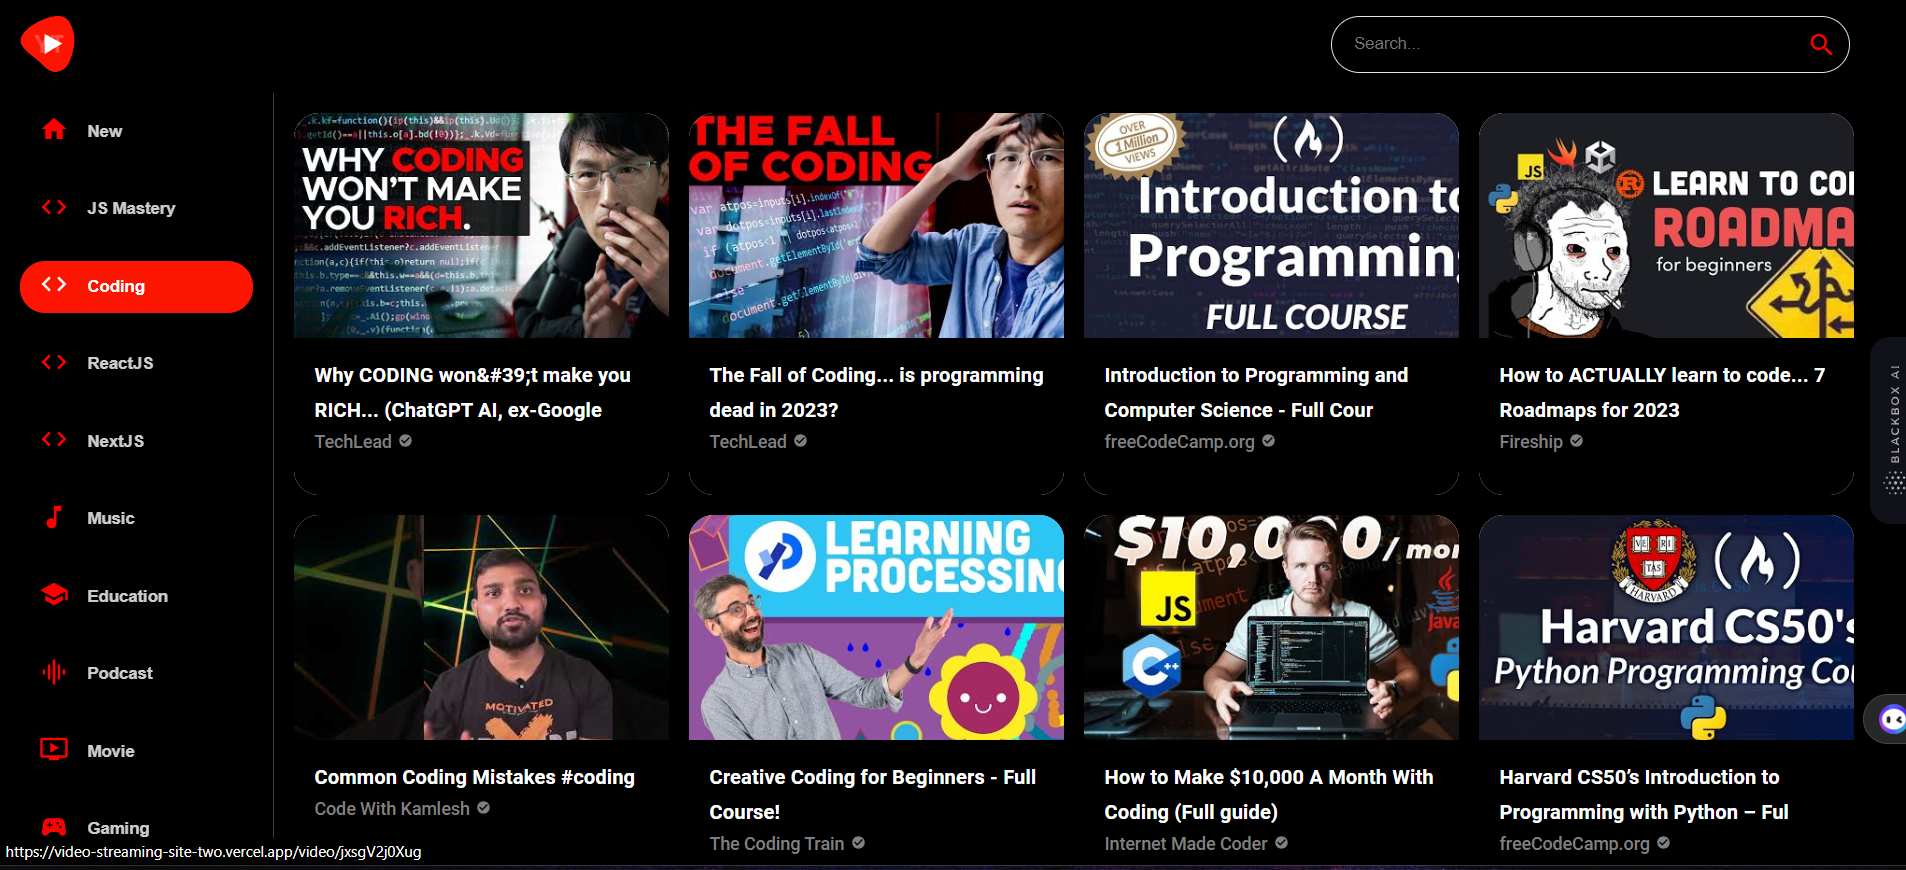 YT
Search...
New
JS Mastery
Coding
ReactJS
NextJS
Music
Education
Podcast
Movie
Gaming
WHY CODING
WON'T MAKE
YOU RICH.
Why CODING won&#39;t make you
RICH... (ChatGPT AI, ex-Google
TechLead
THE FALL
OF CODING
The Fall of Coding... is programming
dead in 2023?
TechLead
OVER
1 Million
VIEWS
Introduction to
Programmin
FULL COURSE
Introduction to Programming and
Computer Science - Full Cour
freeCodeCamp.org
JS
LEARN TO CO
ROADMA
for beginners
How to ACTUALLY learn to code... 7
Roadmaps for 2023
Fireship
MOTIVATED
Common Coding Mistakes #coding
Code With Kamlesh
LEARNING
PROCESSING
Creative Coding for Beginners - Full
Course!
The Coding Train
$10,000/mon
JS
C++
Java
How to Make $10,000 A Month With
Coding (Full guide)
Internet Made Coder
VE RI
TAS
HARVARD
Harvard CS50's
Python Programming Cou
Harvard CS50’s Introduction to
Programming with Python – Ful
freeCodeCamp.org
BLACKBOX AI
https://video-streaming-site-two.vercel.app/video/jxsgV2j0Xug